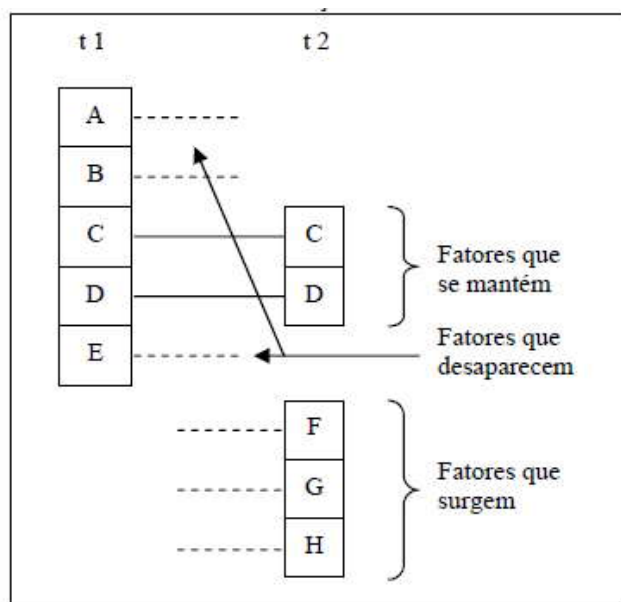 t 1
t 2
A
B
C
C
Fatores que
se mantém
D
D
Fatores que
desaparecem
E
F
G
Fatores que
surgem
H